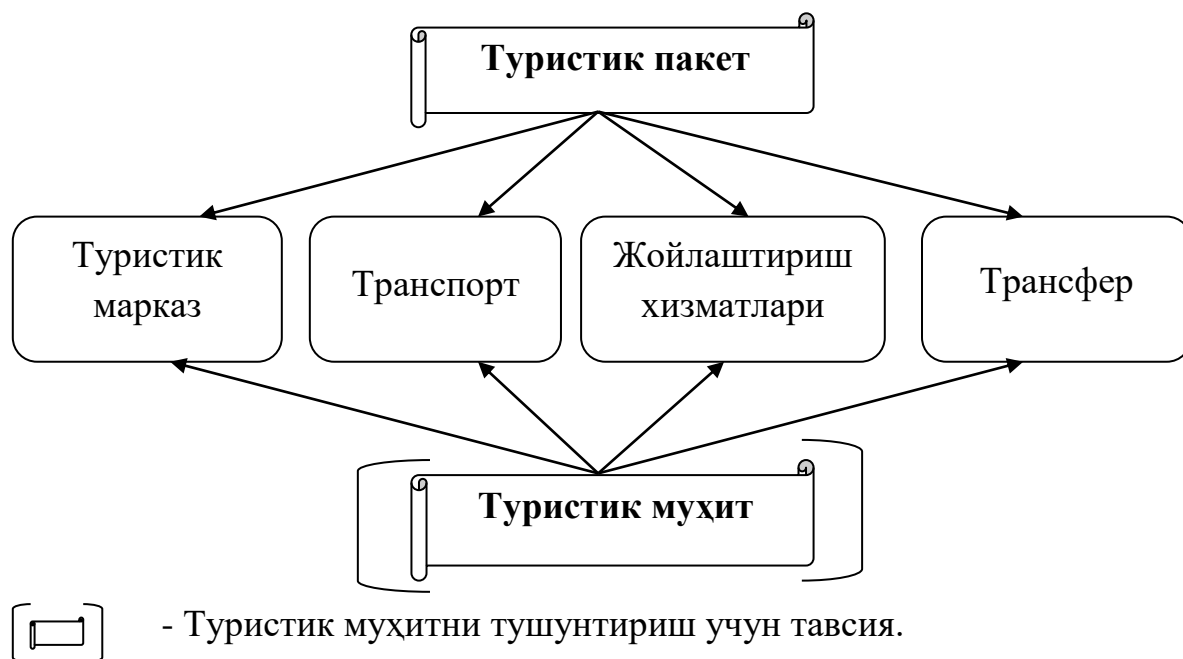 Туристик пакет
Туристик
марказ
Транспорт
Жойлаштириш
хизматлари
Трансфер
Туристик муҳит
- Туристик муҳитни тушунтириш учун тавсия.